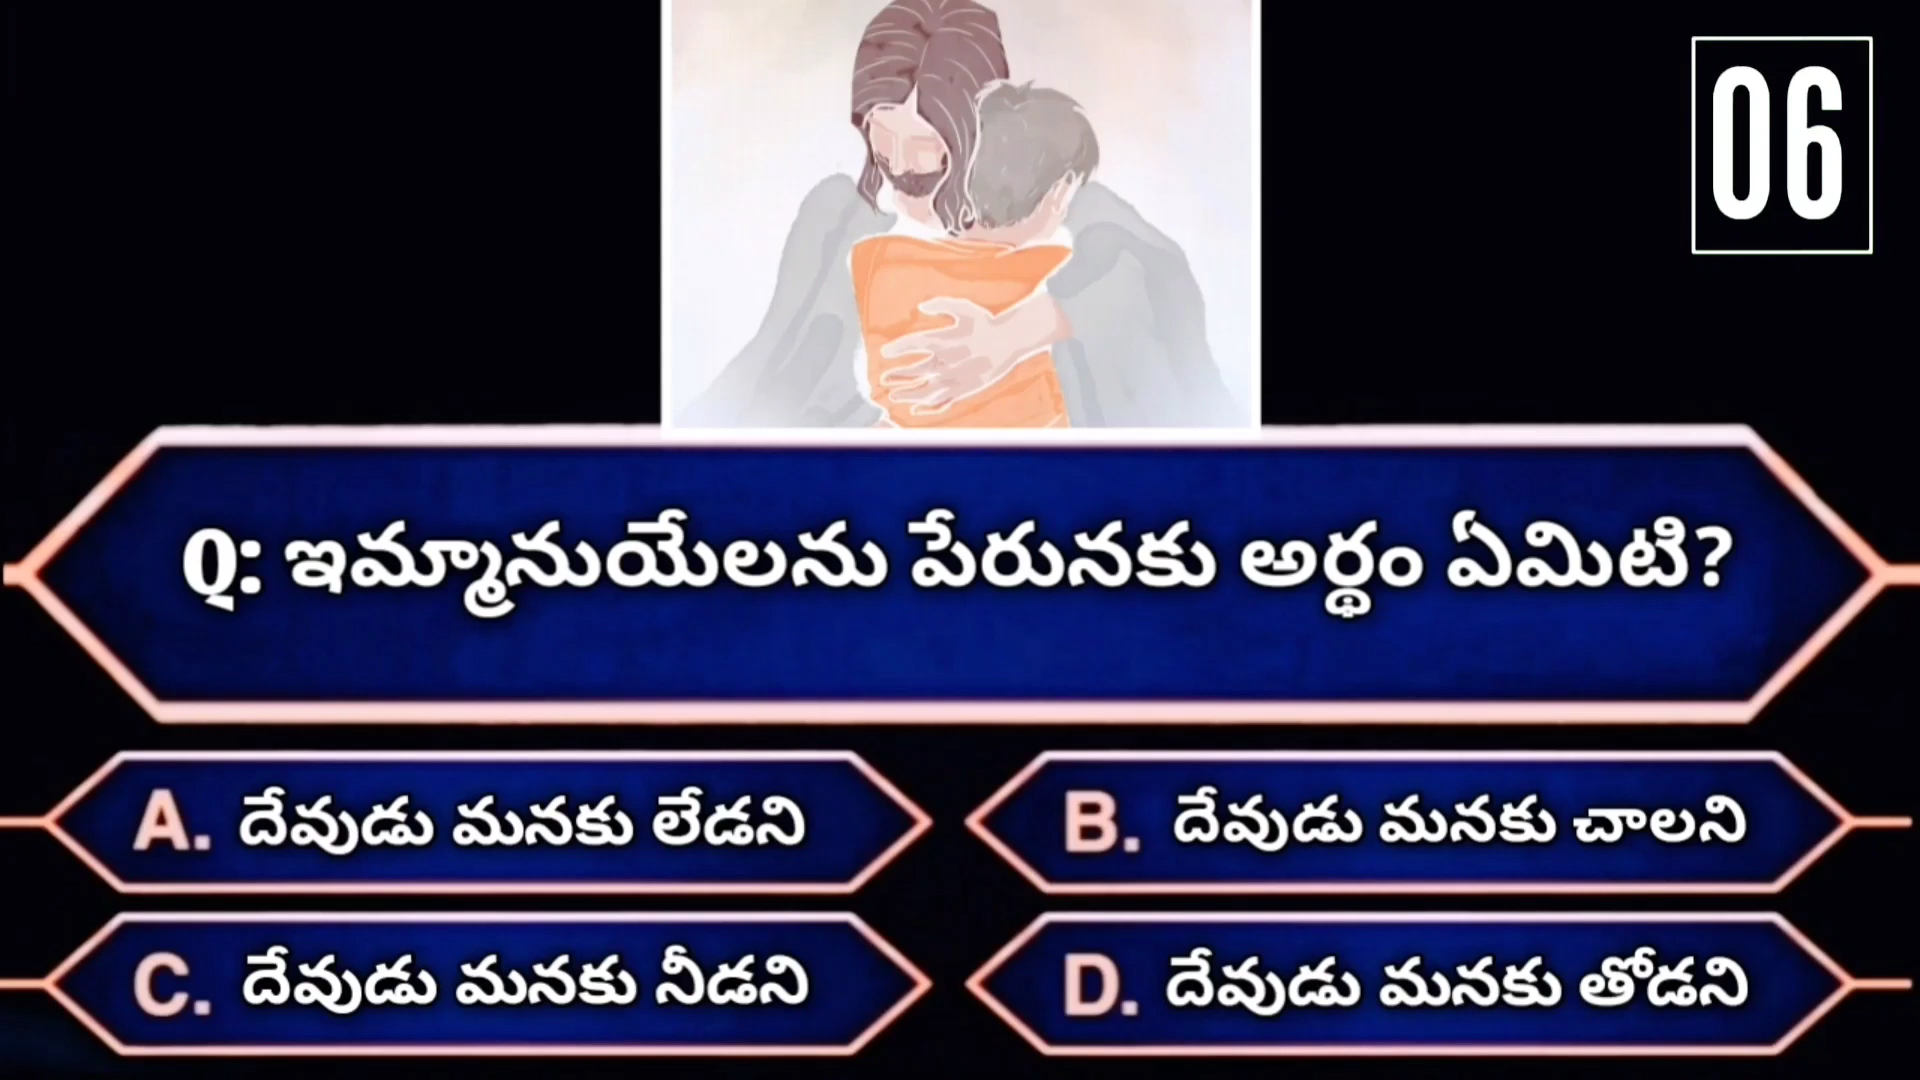 06
Q: ఇమ్మానుయేలను పేరునకు అర్థం ఏమిటి?
A. దేవుడు మనకు లేడని
B. దేవుడు మనకు చాలని
C. దేవుడు మనకు నీడని
D. దేవుడు మనకు తోడని